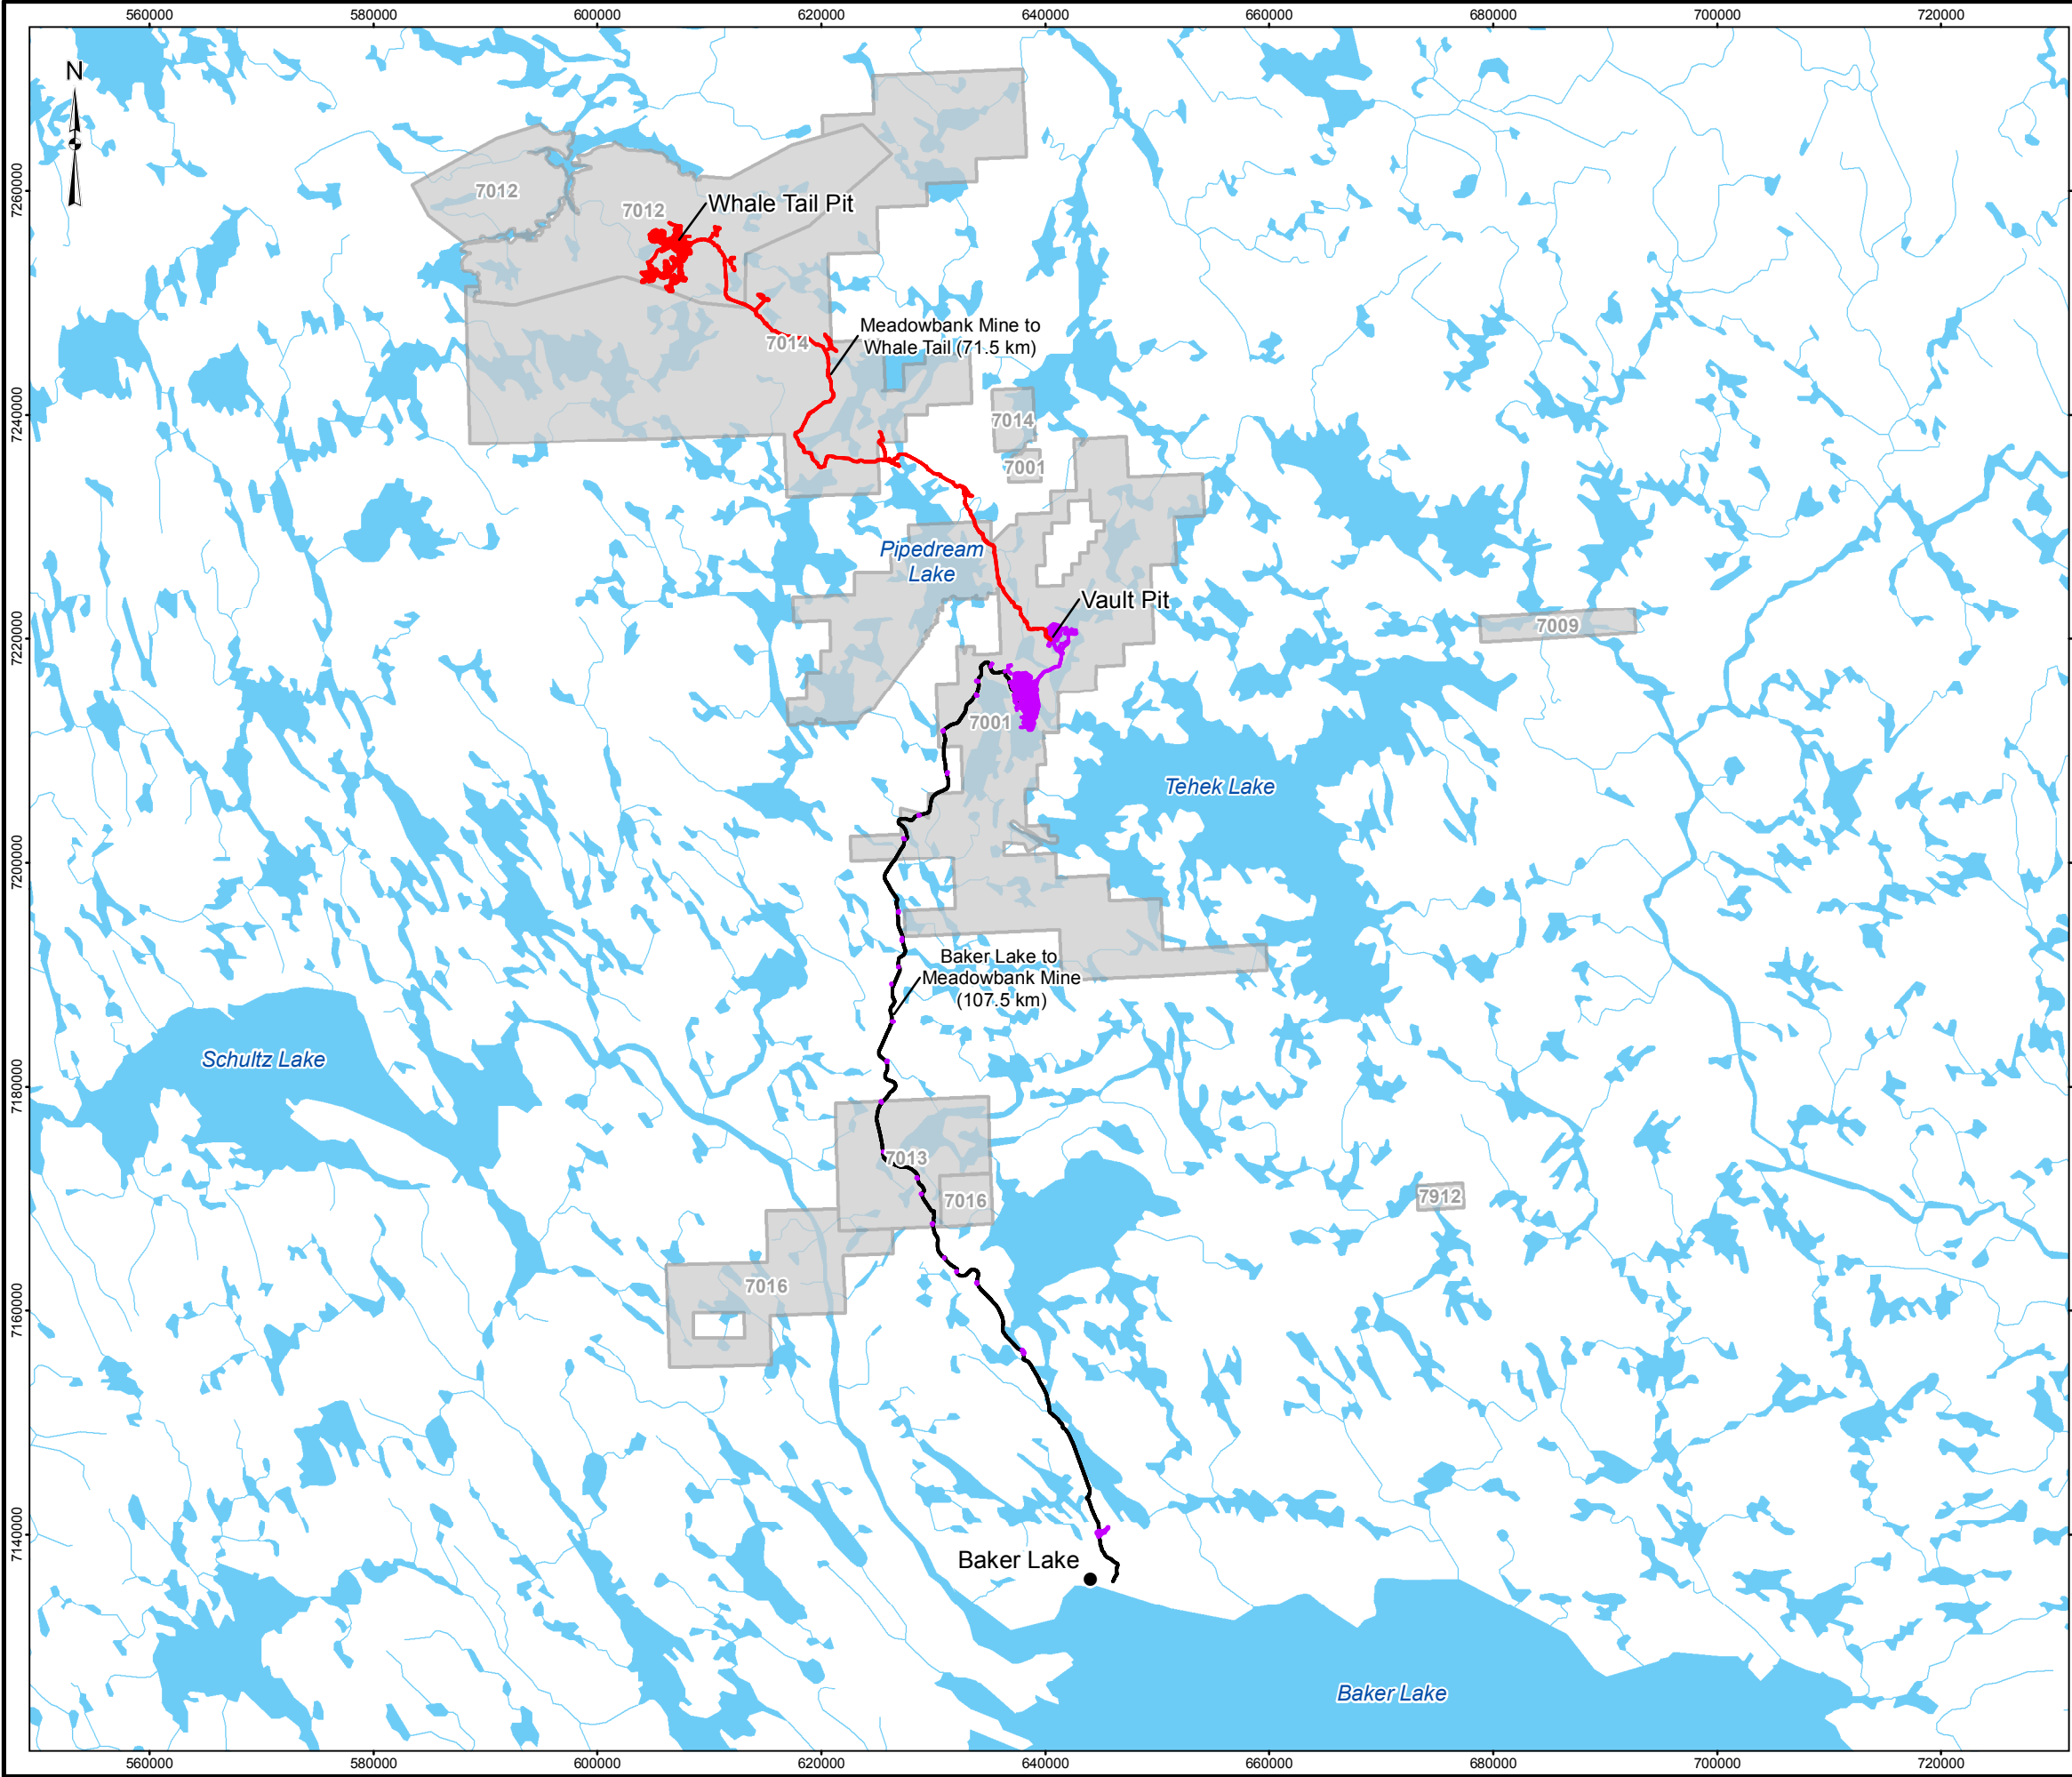 560000 580000 600000 620000 640000 660000 680000 700000 720000
N
7260000
7012
7012
Whale Tail Pit
Meadowbank Mine to
Whale Tail (71.5 km)
7014
7240000
7014
7001
Pipedream
Lake
Vault Pit
7220000
7009
7001
Tehek Lake
7200000
Baker Lake to
Meadowbank Mine
(107.5 km)
Schultz Lake
7180000
7013
7016
7912
7016
7160000
7140000
Baker Lake
Baker Lake
560000 580000 600000 620000 640000 660000 680000 700000 720000